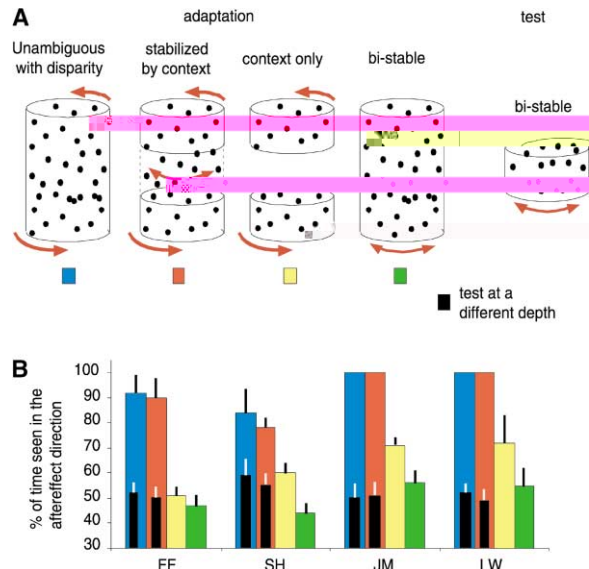 A
adaptation
test
Unambiguous
with disparity
stabilized
by context
context only
bi-stable
bi-stable
test at a
different depth
B
% of time seen in the
aftereffect direction
100
90
80
70
60
50
40
30
SH
JM
LW